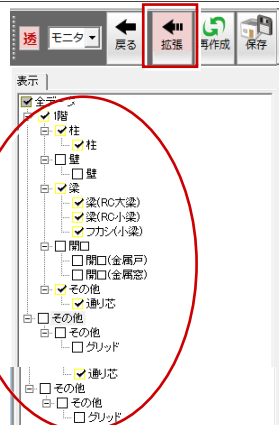 透 モニタ 戻る 拡張 再作成 保存
表示
全データ
1階
柱
柱
壁
壁
梁
梁(RC大梁)
梁(RC小梁)
フカシ(小梁)
開口
開口(金属戸)
開口(金属窓)
その他
通り芯
その他
その他
グリッド
通り芯
その他
その他
グリッド